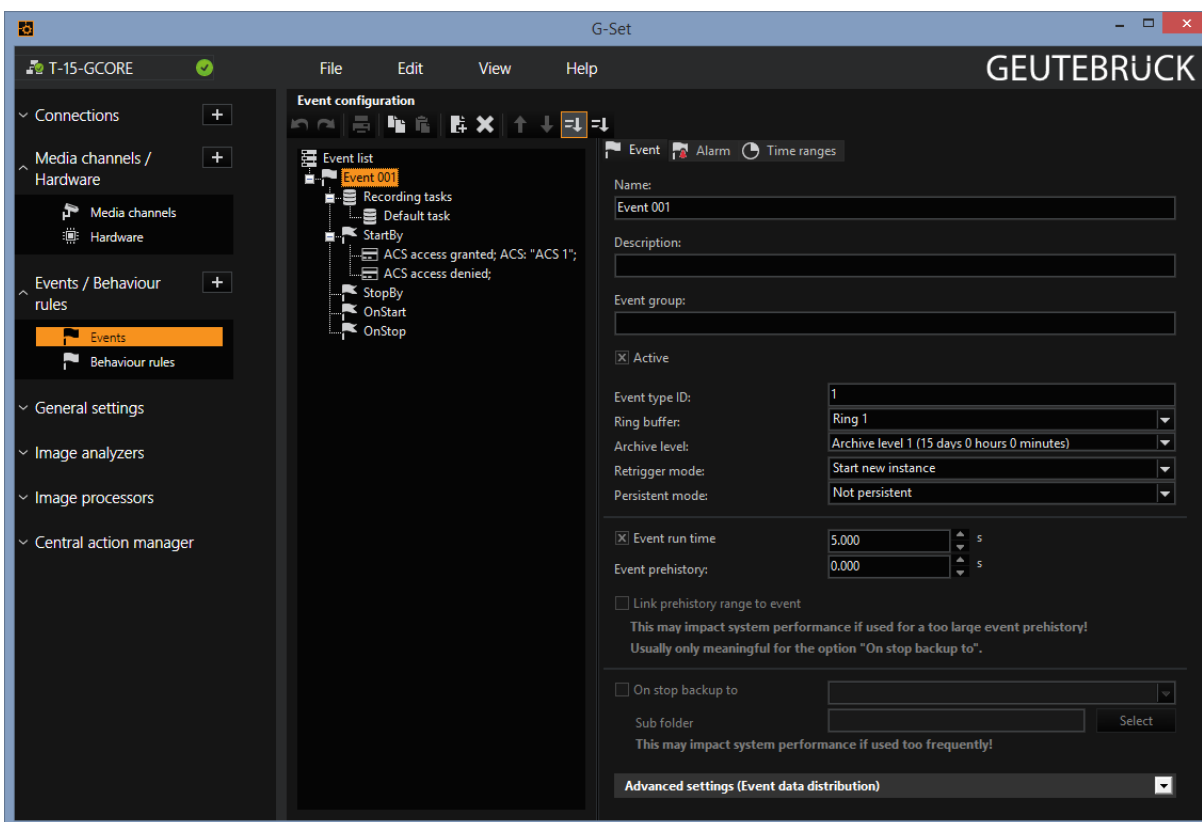 G-Set
T-15-GCORE
File Edit View Help
GEUTEBRÜCK
Connections
Media channels /
Hardware
Media channels
Hardware
Events / Behaviour
rules
Events
Behaviour rules
General settings
Image analyzers
Image processors
Central action manager
Event configuration
Event list
Event 001
Recording tasks
Default task
StartBy
ACS access granted; ACS: "ACS 1";
ACS access denied;
StopBy
OnStart
OnStop
Event Alarm Time ranges
Name:
Event 001
Description:
Event group:
Active
Event type ID: 1
Ring buffer: Ring 1
Archive level: Archive level 1 (15 days 0 hours 0 minutes)
Retrigger mode: Start new instance
Persistent mode: Not persistent
Event run time 5.000 s
Event prehistory: 0.000 s
Link prehistory range to event
This may impact system performance if used for a too large event prehistory!
Usually only meaningful for the option "On stop backup to".
On stop backup to
Sub folder Select
This may impact system performance if used too frequently!
Advanced settings (Event data distribution)